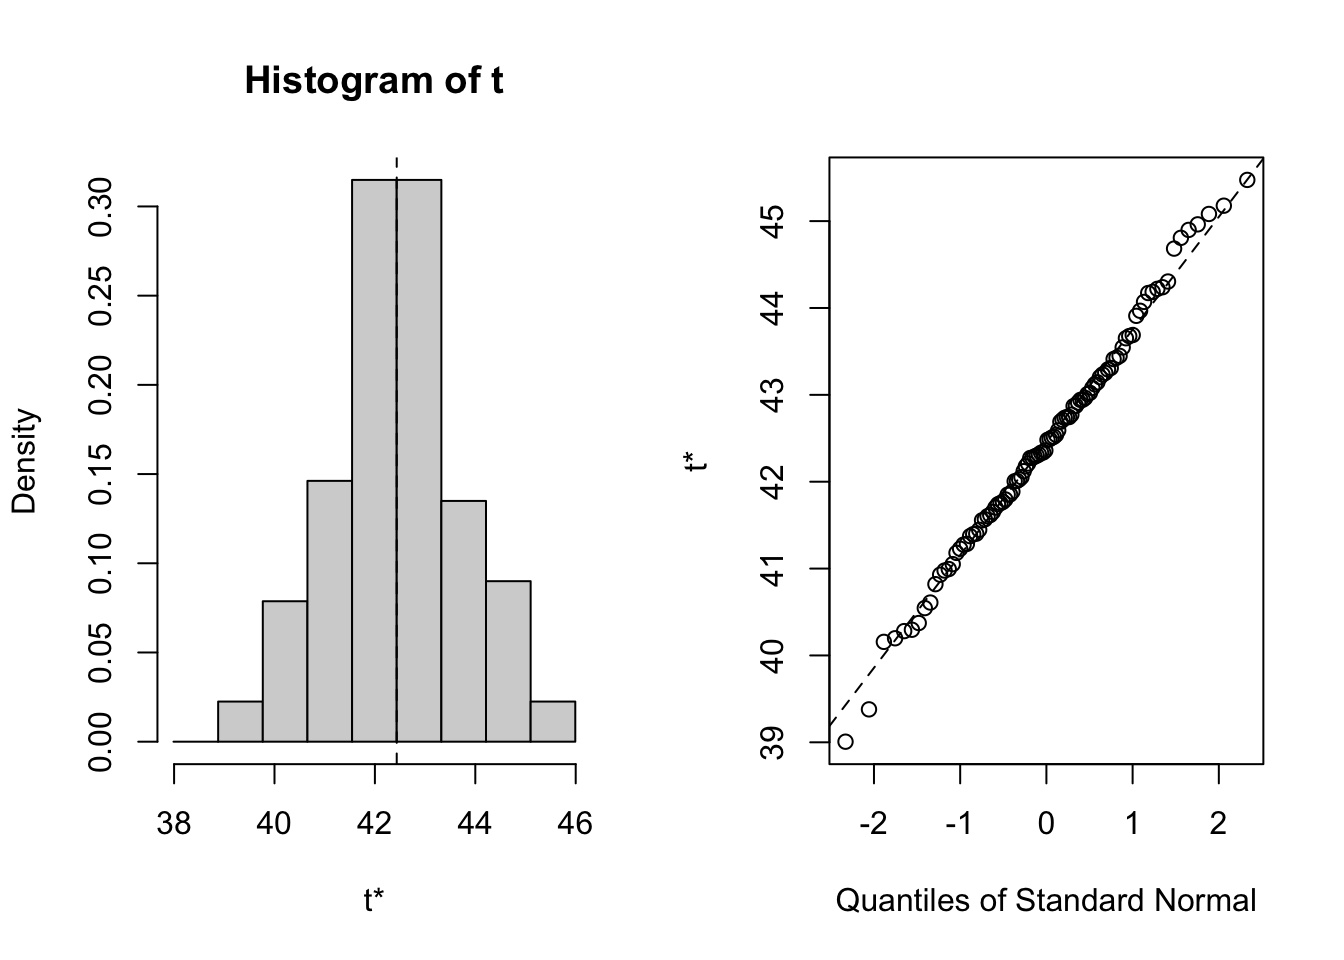 Histogram of t
Density
0.00 0.05 0.10 0.15 0.20 0.25 0.30
38 40 42 44 46
t*
t*
39 40 41 42 43 44 45
-2 -1 0 1 2
Quantiles of Standard Normal